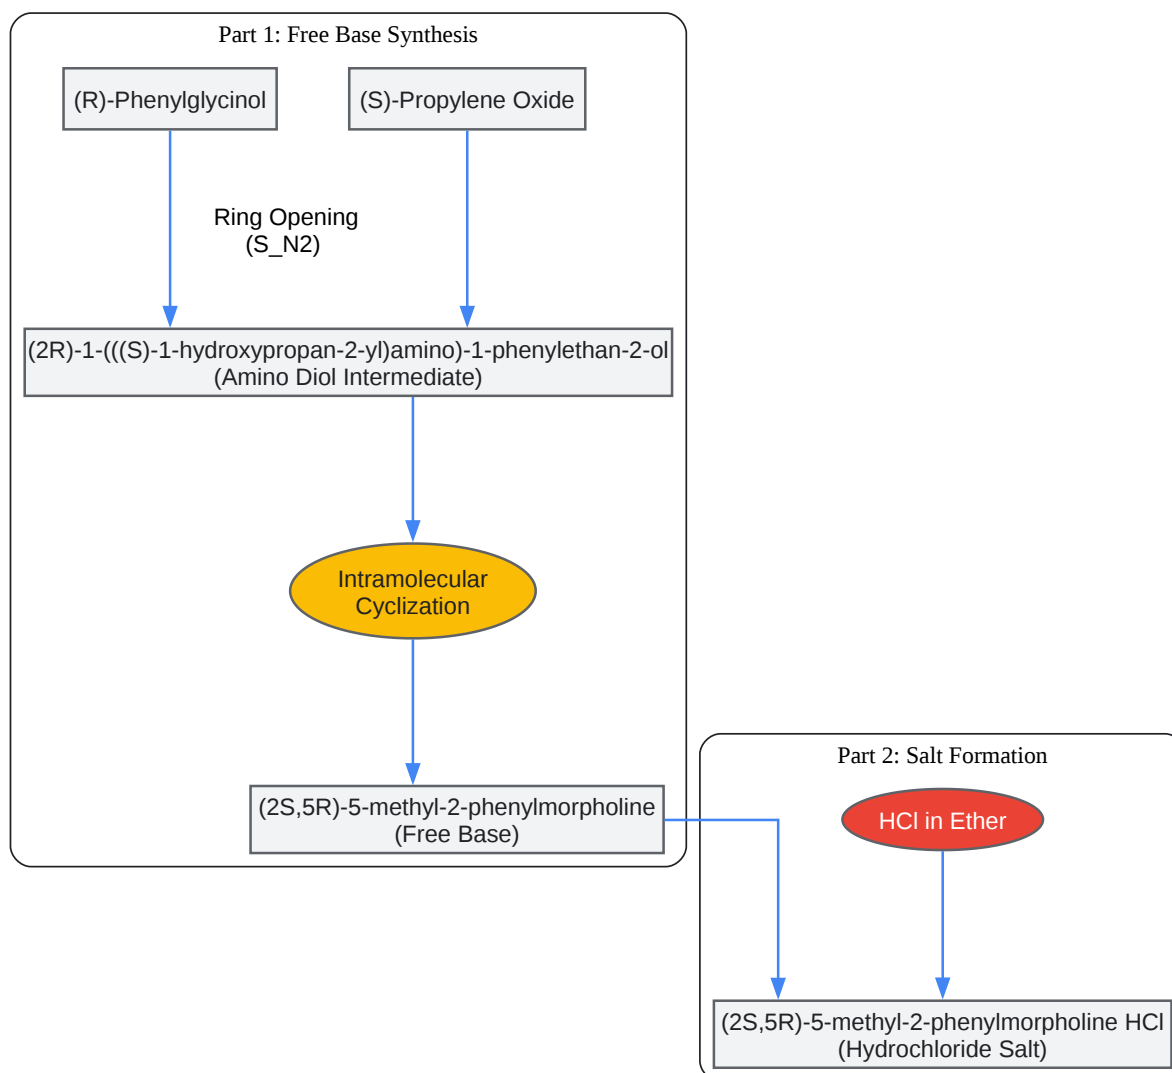 Part 1: Free Base Synthesis
(R)-Phenylglycinol
(S)-Propylene Oxide
Ring Opening
(S_N2)
(2R)-1-(((S)-1-hydroxypropan-2-yl)amino)-1-phenylethan-2-ol
(Amino Diol Intermediate)
Intramolecular
Cyclization
(2S,5R)-5-methyl-2-phenylmorpholine
(Free Base)
Part 2: Salt Formation
HCl in Ether
(2S,5R)-5-methyl-2-phenylmorpholine HCl
(Hydrochloride Salt)